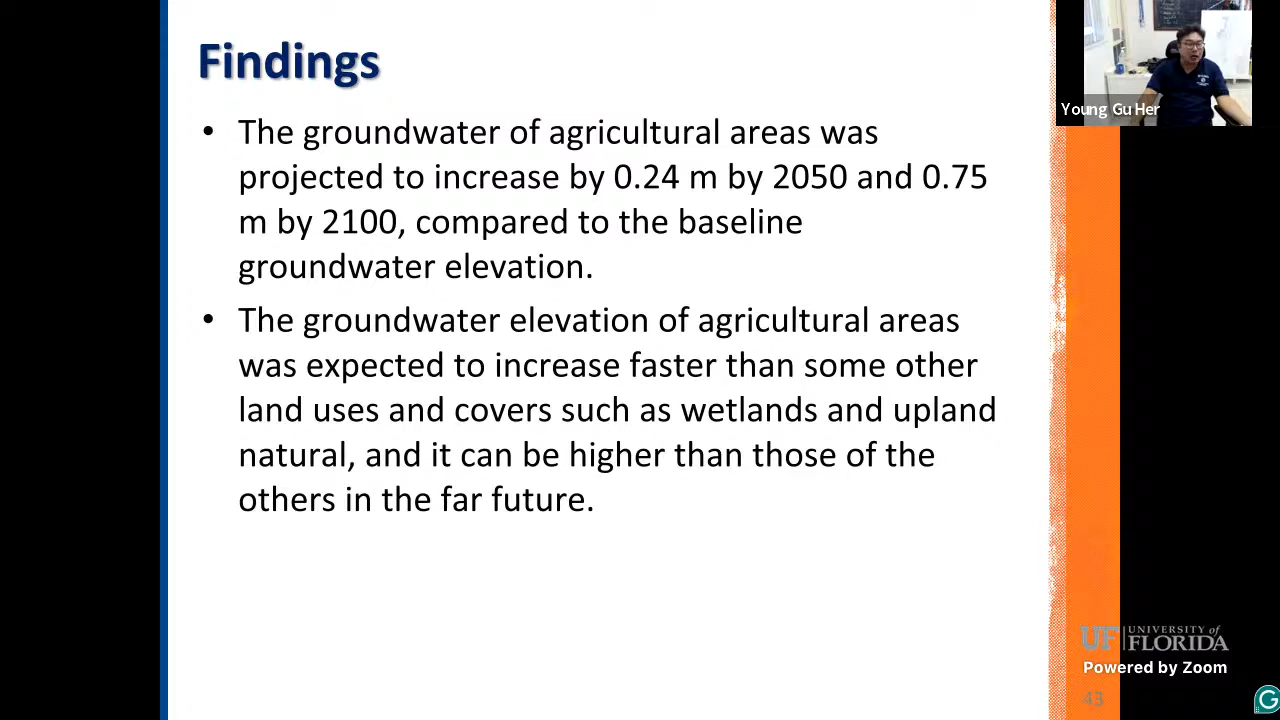 Findings
• The groundwater of agricultural areas was
projected to increase by 0.24 m by 2050 and 0.75
m by 2100, compared to the baseline
groundwater elevation.
• The groundwater elevation of agricultural areas
was expected to increase faster than some other
land uses and covers such as wetlands and upland
natural, and it can be higher than those of the
others in the far future.
Young Gu Her
UF UNIVERSITY of
FLORIDA
Powered by Zoom
43